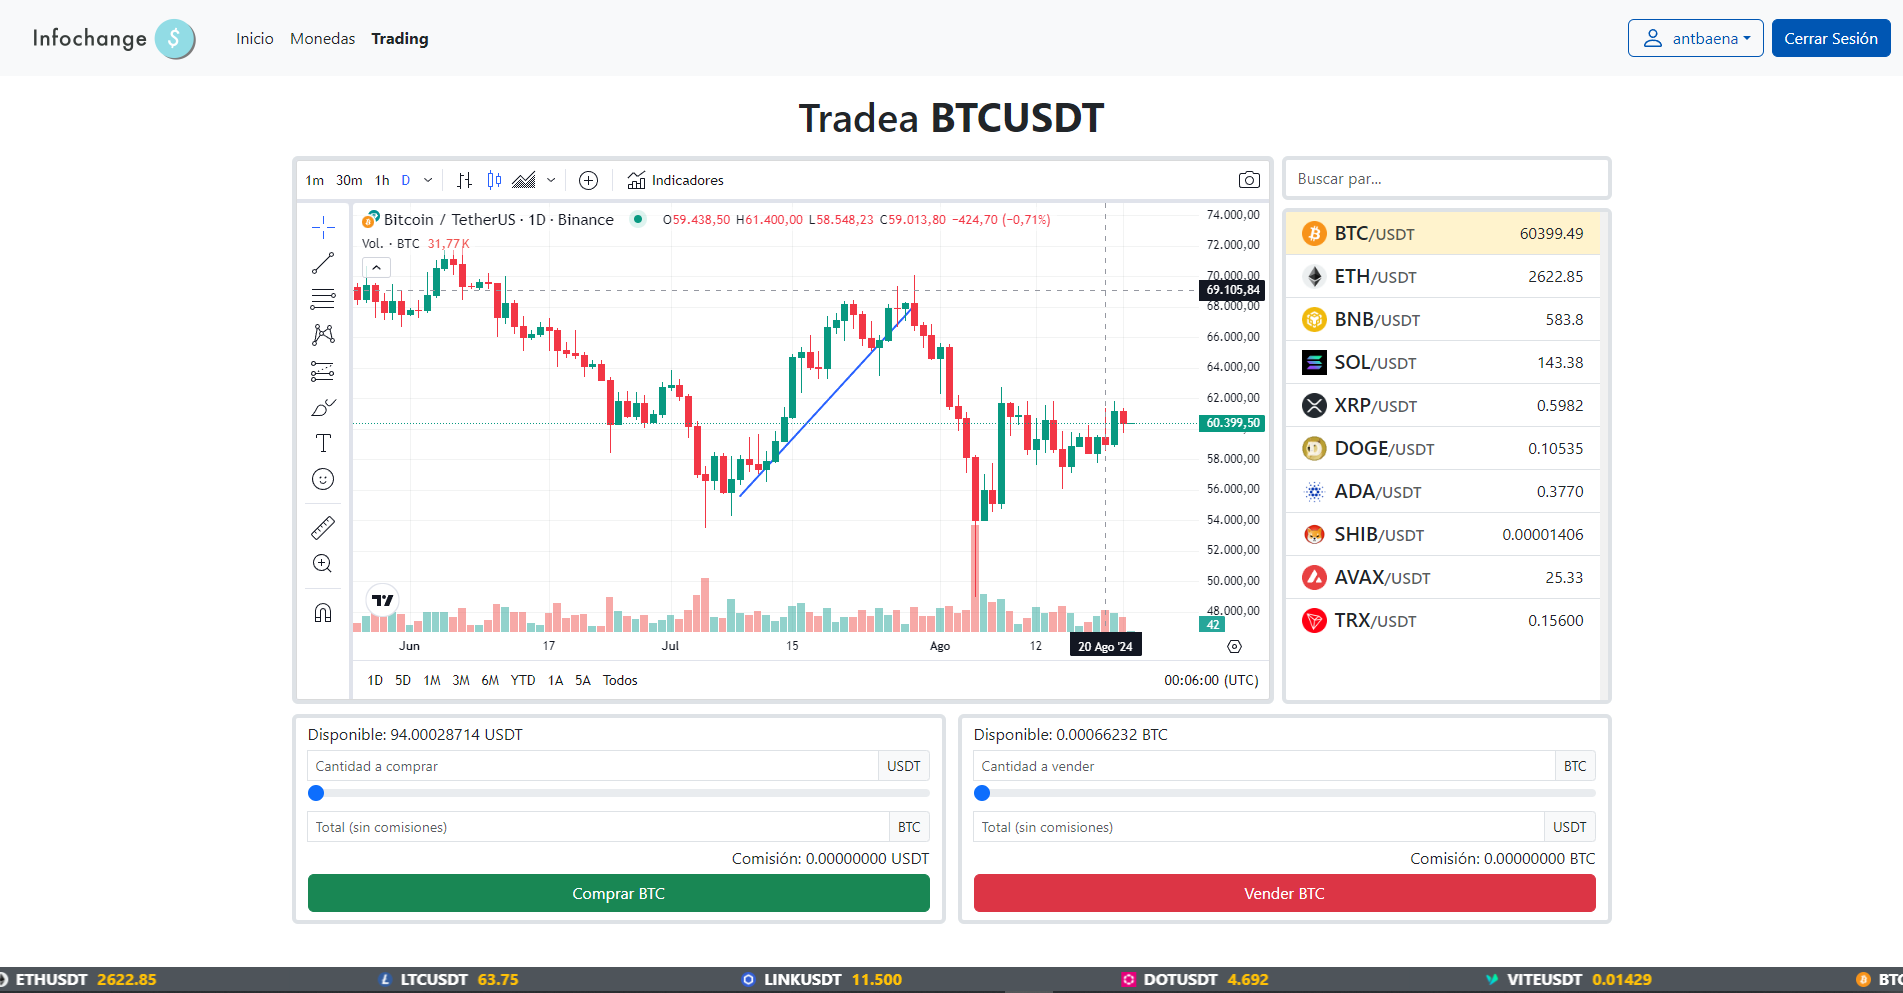 Infochange $ Inicio Monedas Trading antbaena Cerrar Sesión
Tradea BTCUSDT
1m 30m 1h D Indicadores
Buscar par...
Bitcoin / TetherUS · 1D · Binance O59.438,50 H61.400,00 L58.548,23 C59.013,80 −424,70 (−0,71%)
Vol. · BTC 31,77K
74.000,00
72.000,00
70.000,00
69.105,84
68.000,00
66.000,00
64.000,00
62.000,00
60.399,50
58.000,00
56.000,00
54.000,00
52.000,00
50.000,00
48.000,00
42
Jun 17 Jul 15 Ago 12 20 Ago '24
1D 5D 1M 3M 6M YTD 1A 5A Todos 00:06:00 (UTC)
BTC/USDT 60399.49
ETH/USDT 2622.85
BNB/USDT 583.8
SOL/USDT 143.38
XRP/USDT 0.5982
DOGE/USDT 0.10535
ADA/USDT 0.3770
SHIB/USDT 0.00001406
AVAX/USDT 25.33
TRX/USDT 0.15600
Disponible: 94.00028714 USDT
Cantidad a comprar USDT
Total (sin comisiones) BTC
Comisión: 0.00000000 USDT
Comprar BTC
Disponible: 0.00066232 BTC
Cantidad a vender BTC
Total (sin comisiones) USDT
Comisión: 0.00000000 BTC
Vender BTC
ETHUSDT 2622.85 LTCUSDT 63.75 LINKUSDT 11.500 DOTUSDT 4.692 VITEUSDT 0.01429 BTC